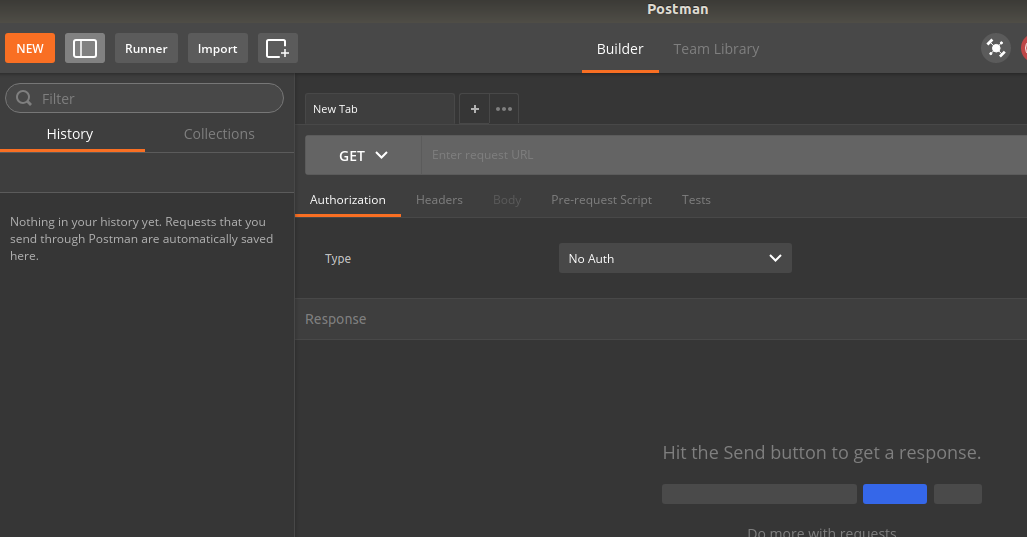 Postman
NEW
Runner
Import
Builder
Team Library
Filter
History
Collections
Nothing in your history yet. Requests that you
send through Postman are automatically saved
here.
New Tab
GET
Enter request URL
Authorization
Headers
Body
Pre-request Script
Tests
Type
No Auth
Response
Hit the Send button to get a response.
Do more with requests